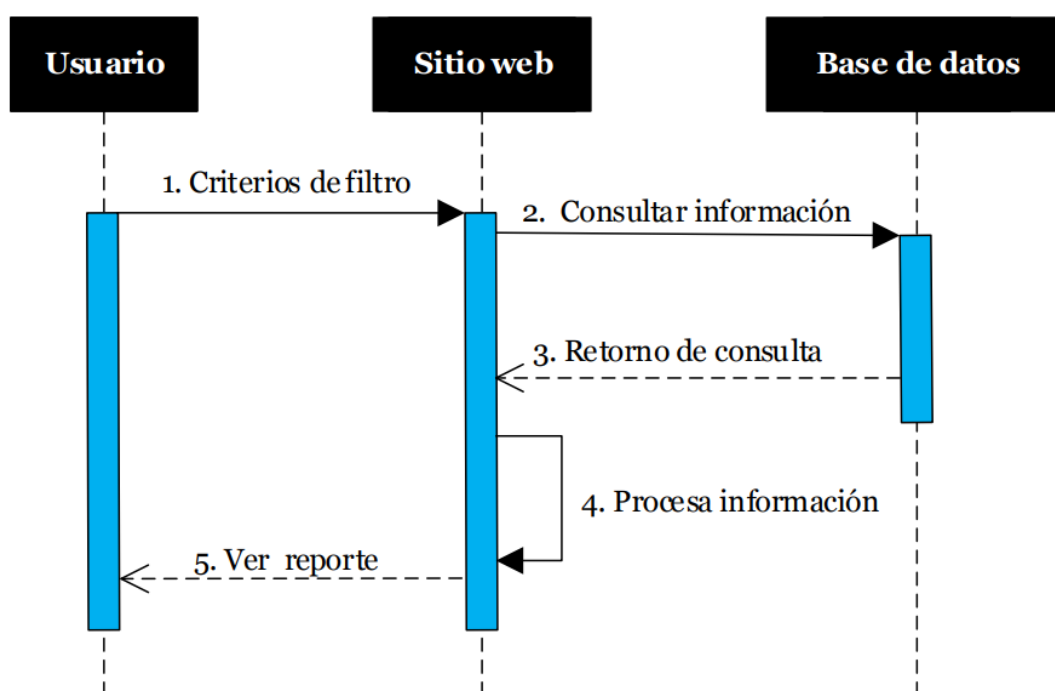 Usuario
Sitio web
Base de datos
1. Criterios de filtro
2. Consultar información
3. Retorno de consulta
4. Procesa información
5. Ver reporte